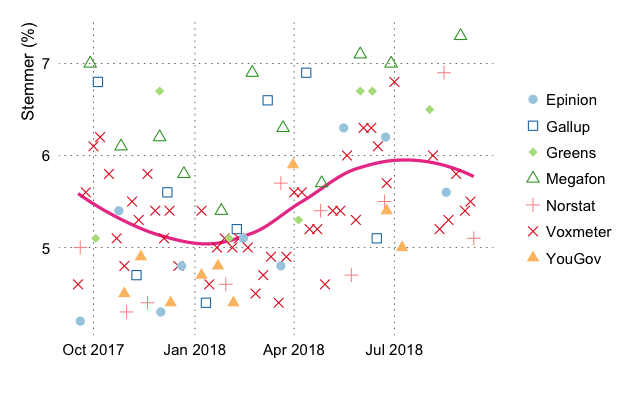 Stemmer (%)
7
6
5
Oct 2017 Jan 2018 Apr 2018 Jul 2018
Epinion
Gallup
Greens
Megafon
Norstat
Voxmeter
YouGov